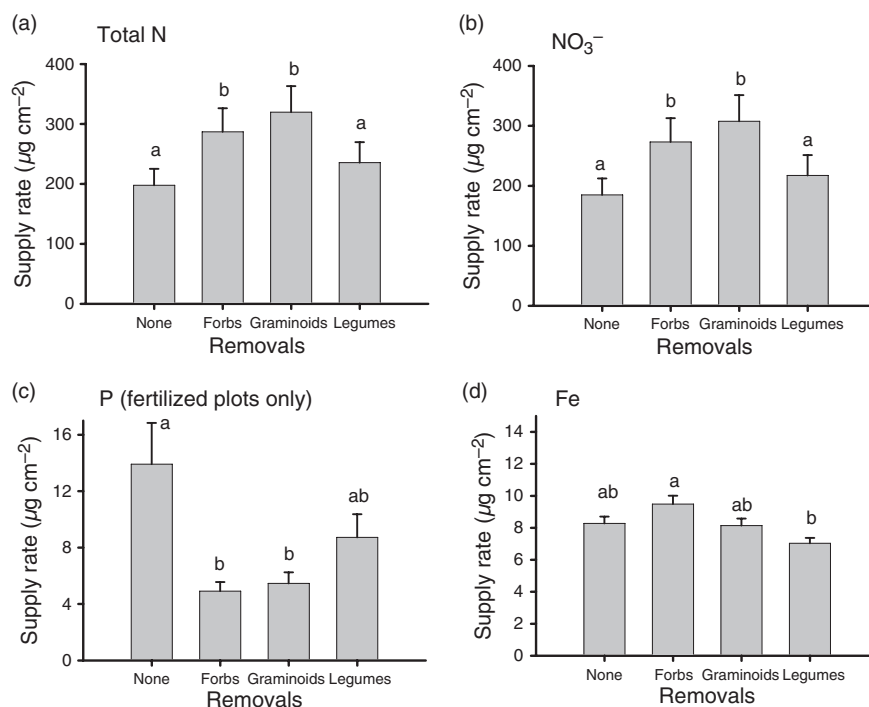 (a)
Total N
400
300
200
100
0
Supply rate (µg cm⁻²)
a
b
b
a
None Forbs Graminoids Legumes
Removals
(b)
NO₃⁻
400
300
200
100
0
Supply rate (µg cm⁻²)
a
b
b
a
None Forbs Graminoids Legumes
Removals
(c)
P (fertilized plots only)
16
12
8
4
0
Supply rate (µg cm⁻²)
a
b
b
ab
None Forbs Graminoids Legumes
Removals
(d)
Fe
14
12
10
8
6
4
2
0
Supply rate (µg cm⁻²)
ab
a
ab
b
None Forbs Graminoids Legumes
Removals